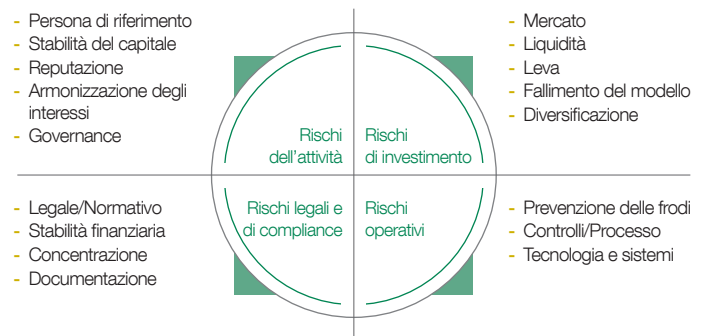 - Persona di riferimento
- Stabilità del capitale
- Reputazione
- Armonizzazione degli
interessi
- Governance
- Mercato
- Liquidità
- Leva
- Fallimento del modello
- Diversificazione
Rischi
dell'attività
Rischi
di investimento
Rischi legali e
di compliance
Rischi
operativi
- Legale/Normativo
- Stabilità finanziaria
- Concentrazione
- Documentazione
- Prevenzione delle frodi
- Controlli/Processo
- Tecnologia e sistemi